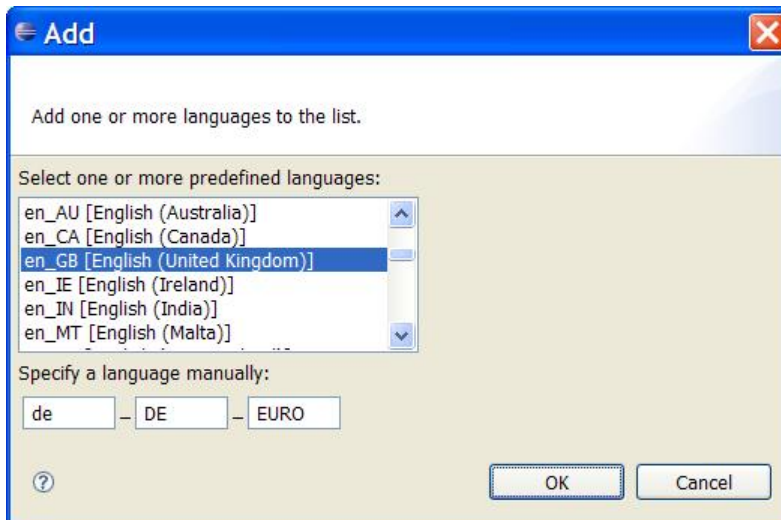 Add
Add one or more languages to the list.
Select one or more predefined languages:
en_AU [English (Australia)]
en_CA [English (Canada)]
en_GB [English (United Kingdom)]
en_IE [English (Ireland)]
en_IN [English (India)]
en_MT [English (Malta)]
Specify a language manually:
de _ DE _ EURO
? OK Cancel